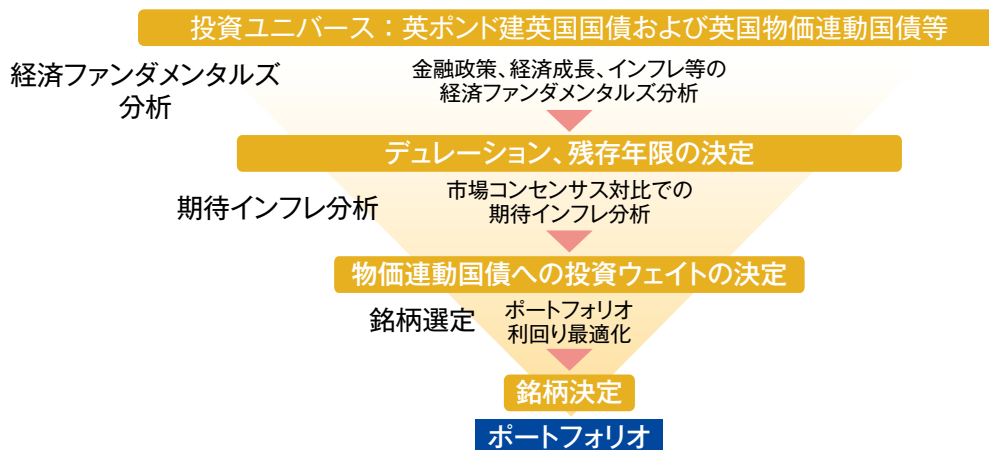 投資ユニバース：英ポンド建英国国債および英国物価連動国債等
経済ファンダメンタルズ
分析
金融政策、経済成長、インフレ等の
経済ファンダメンタルズ分析
デュレーション、残存年限の決定
期待インフレ分析
市場コンセンサス対比での
期待インフレ分析
物価連動国債への投資ウェイトの決定
銘柄選定
ポートフォリオ
利回り最適化
銘柄決定
ポートフォリオ